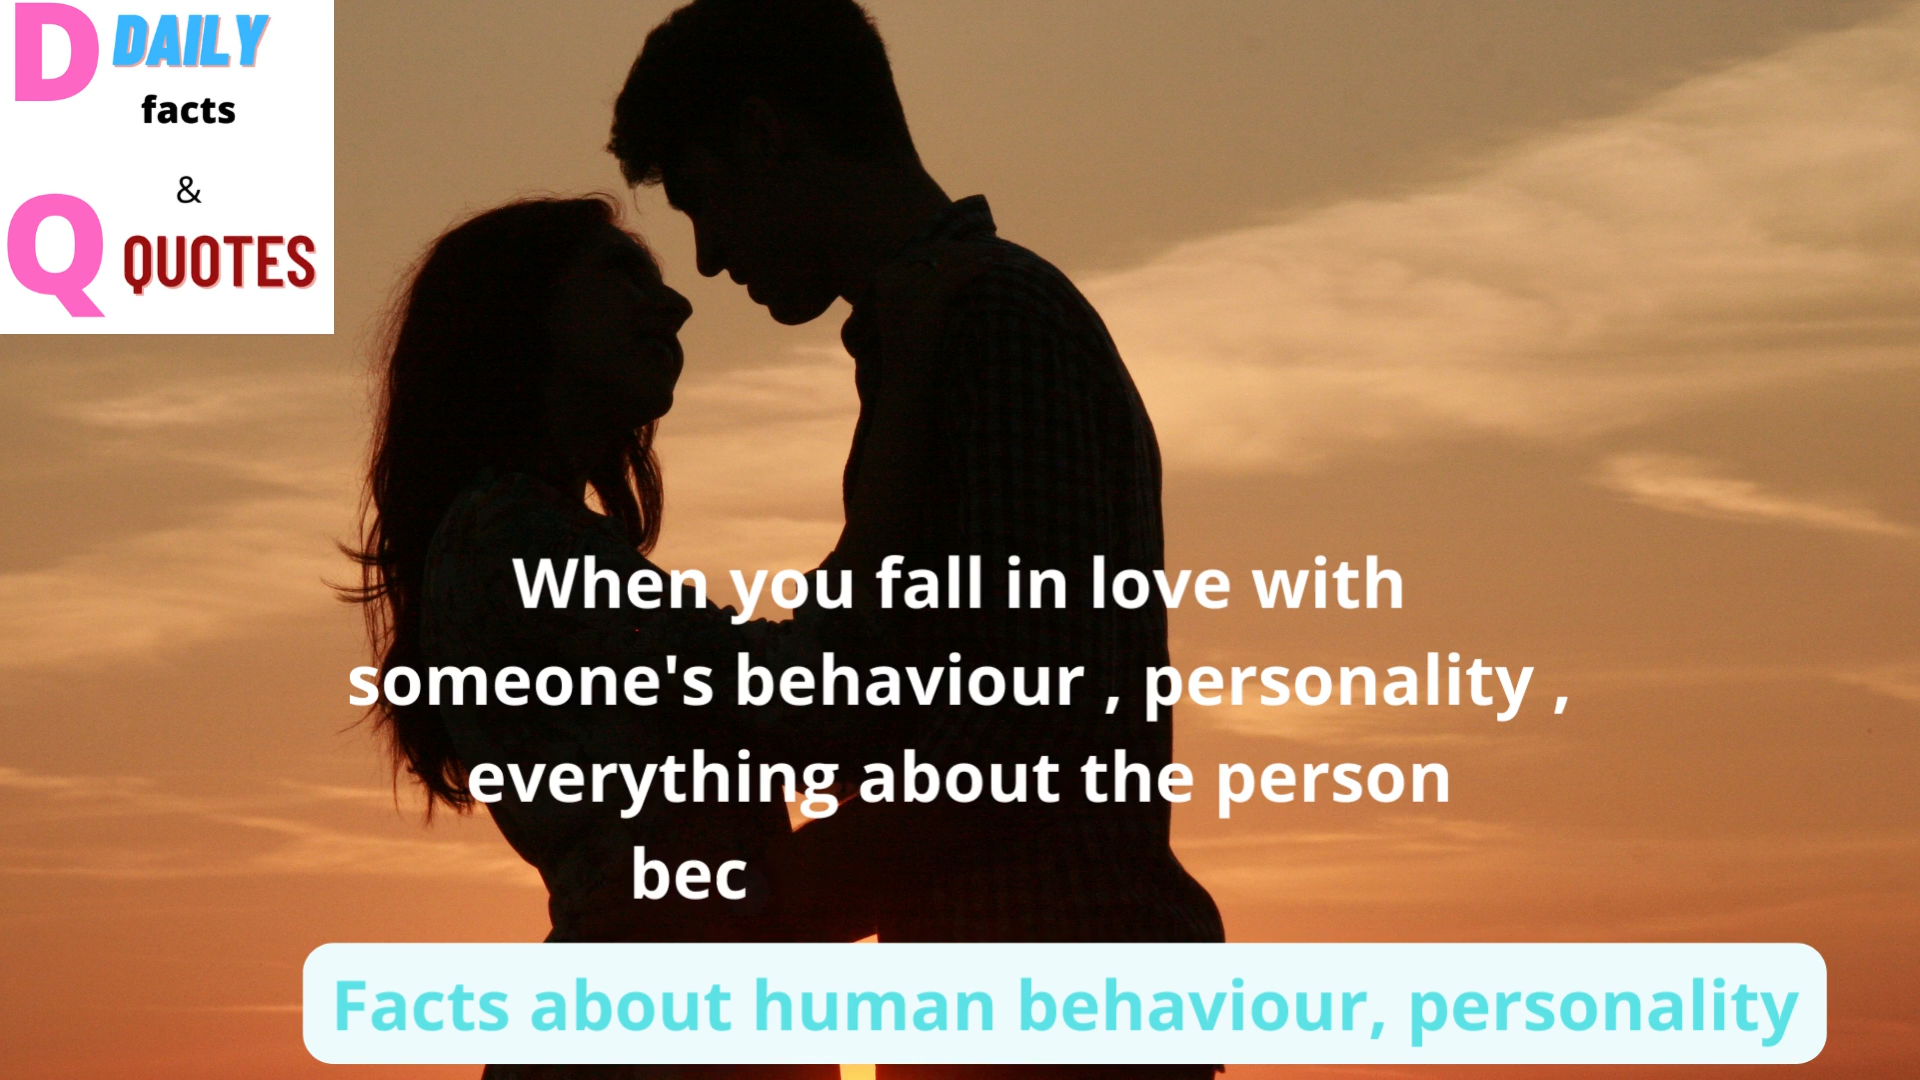 D DAILY
facts
&
Q QUOTES
When you fall in love with
someone's behaviour , personality ,
everything about the person
bec
Facts about human behaviour, personality